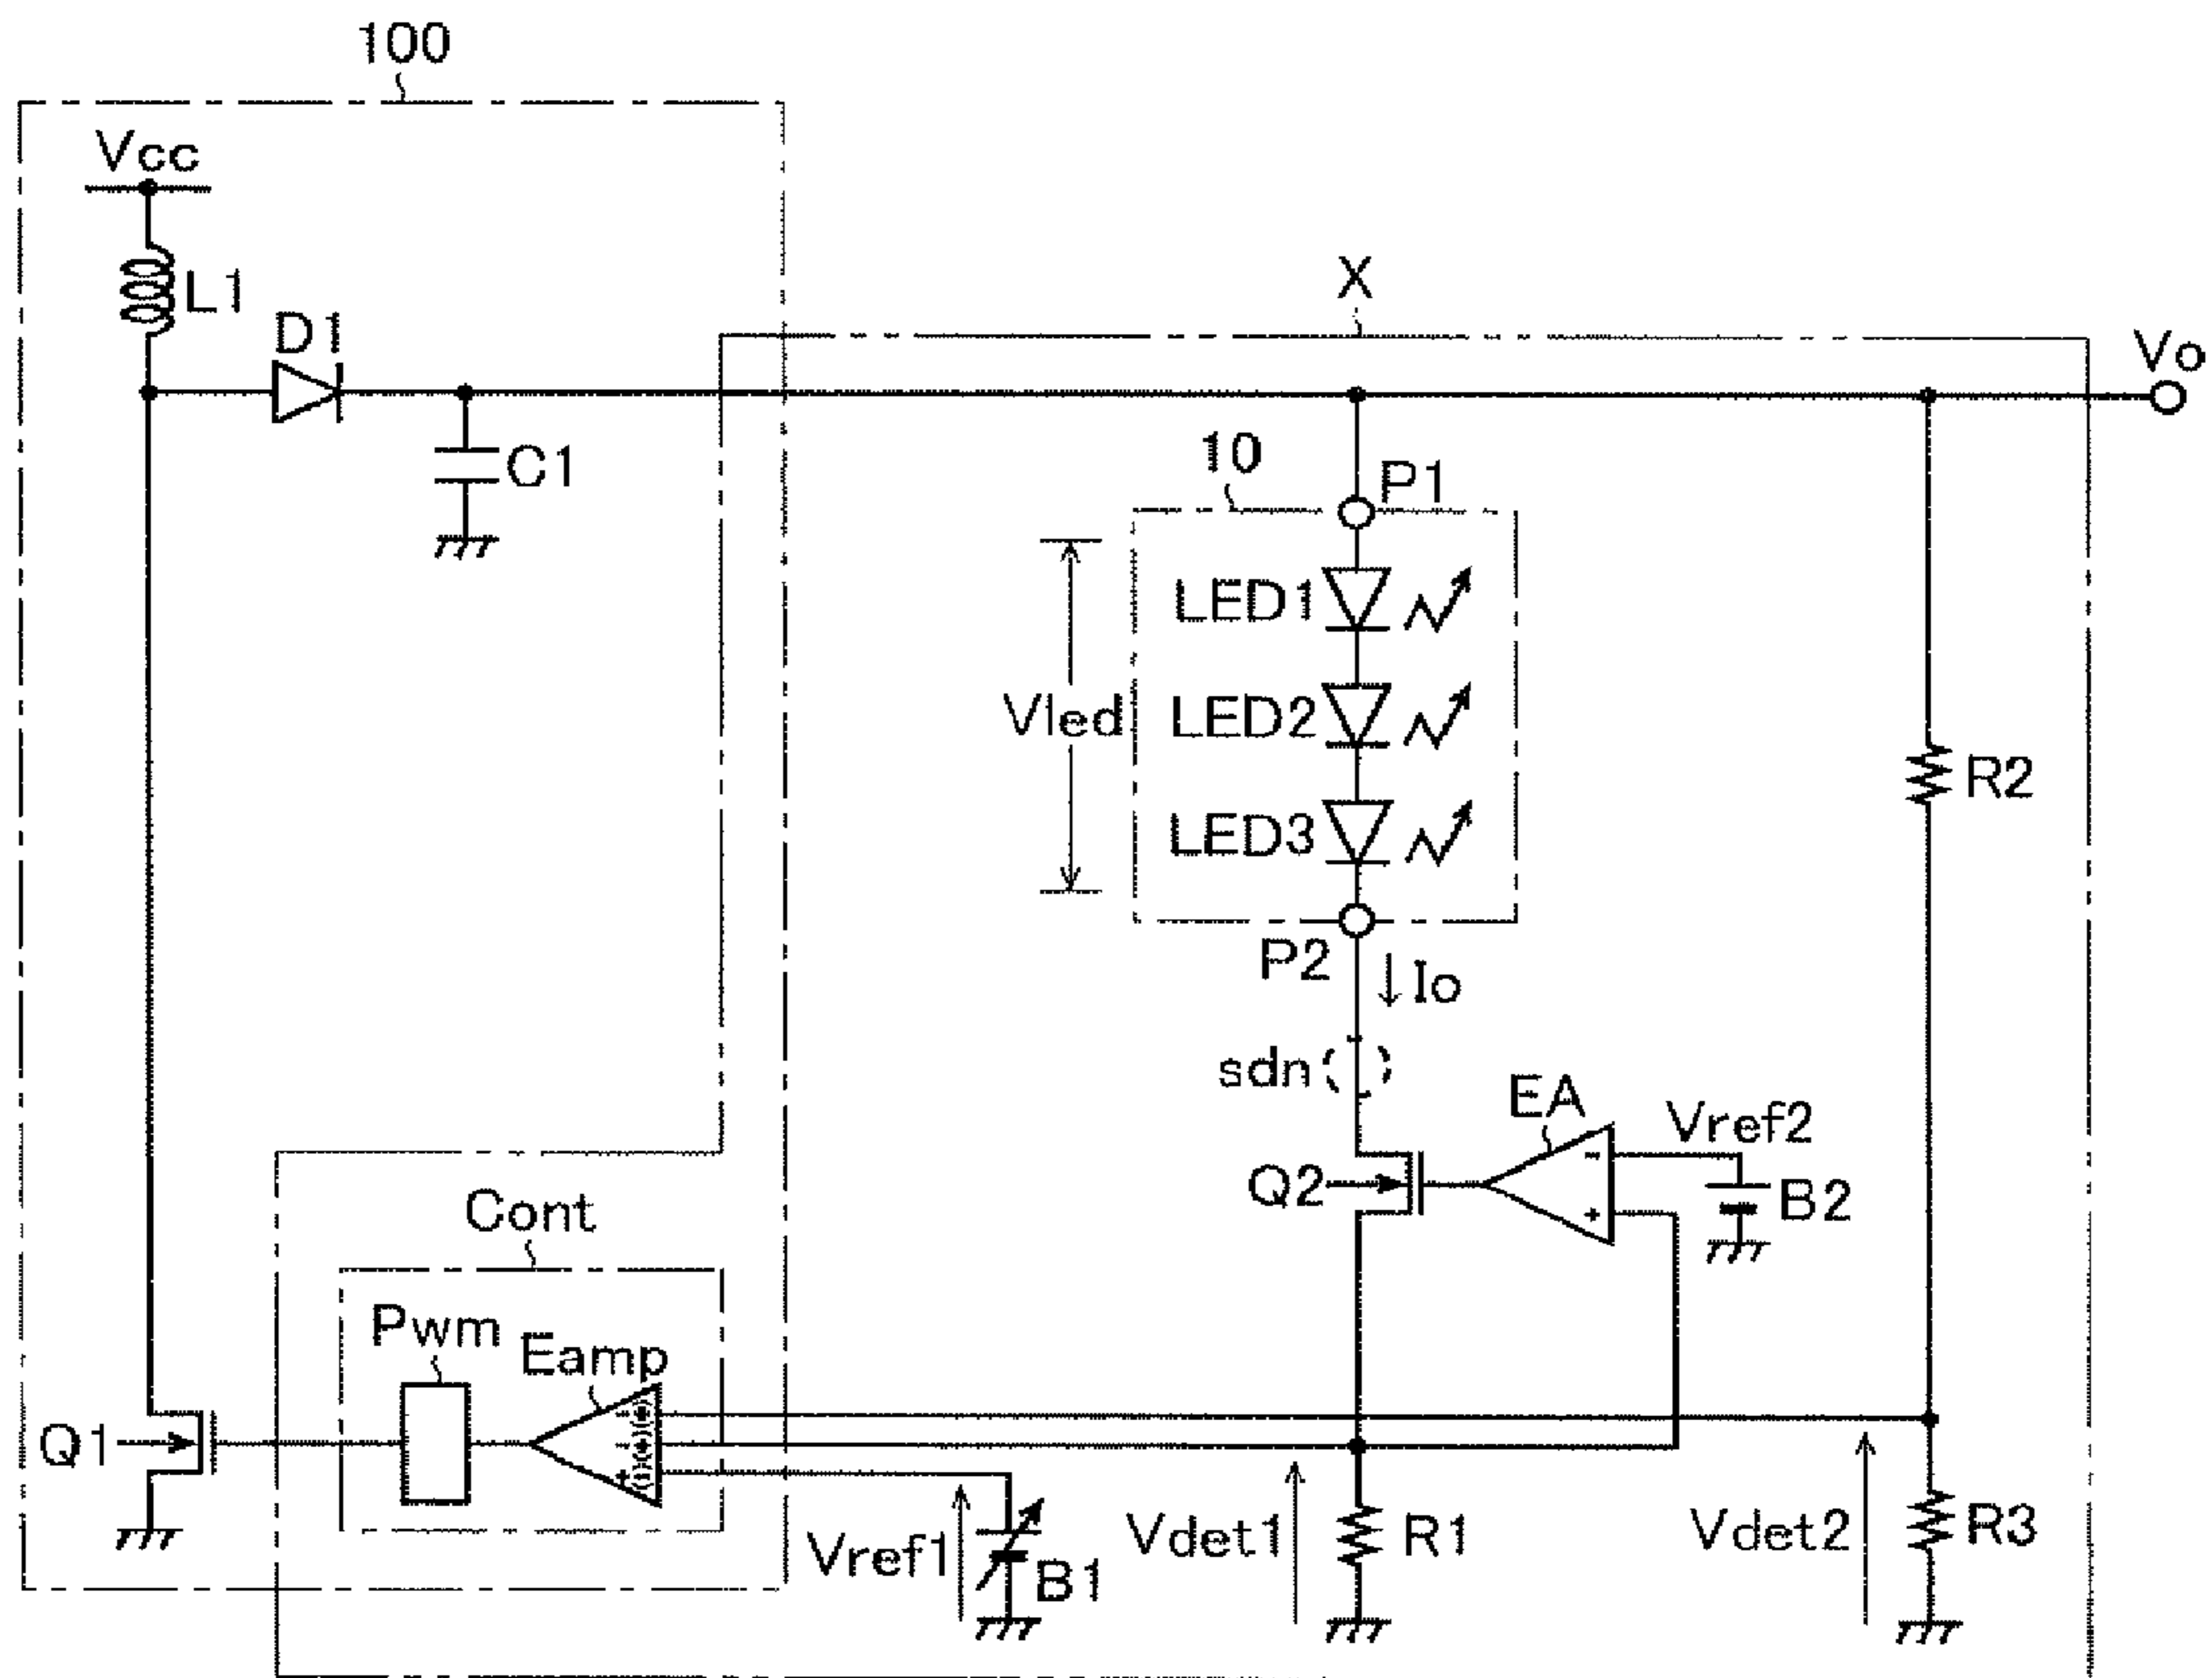 100
Vcc
L1
D1
X
Vo
C1
10
P1
LED1
Vled
LED2
R2
LED3
P2
Io
sdn
EA
Vref2
Q2
-
+
B2
Cont
Pwm
Eamp
Q1
-(+)
-(+)
+(-)
Vref1
B1
Vdet1
R1
Vdet2
R3